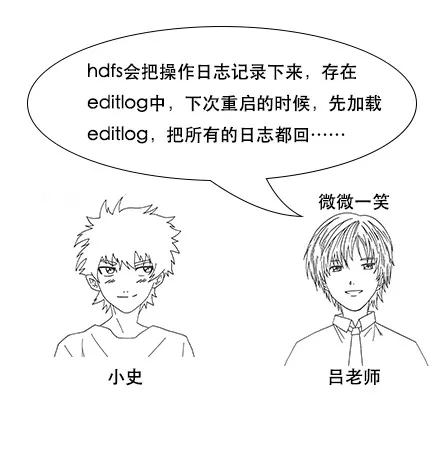 hdfs会把操作日志记录下来，存在
editlog中，下次重启的时候，先加载
editlog，把所有的日志都回……
微微一笑
小史
吕老师